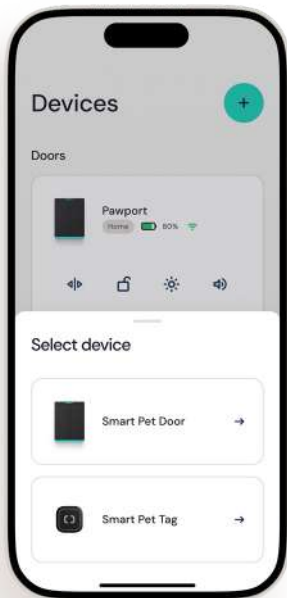 Devices
+
Doors
Pawport
Home 80%
Select device
Smart Pet Door →
Smart Pet Tag →